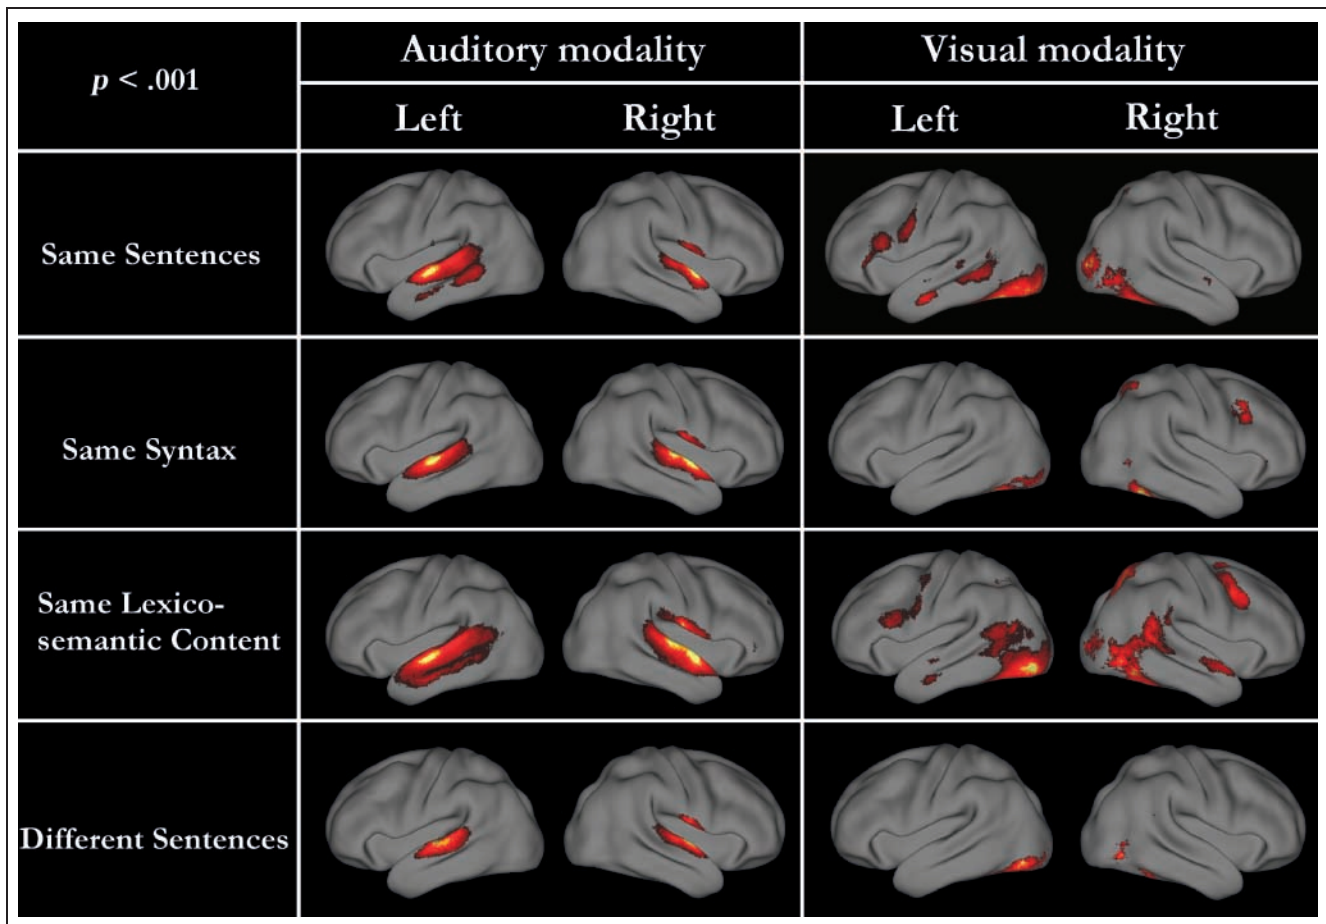 p < .001
Auditory modality
Visual modality
Left
Right
Left
Right
Same Sentences
Same Syntax
Same Lexico-
semantic Content
Different Sentences